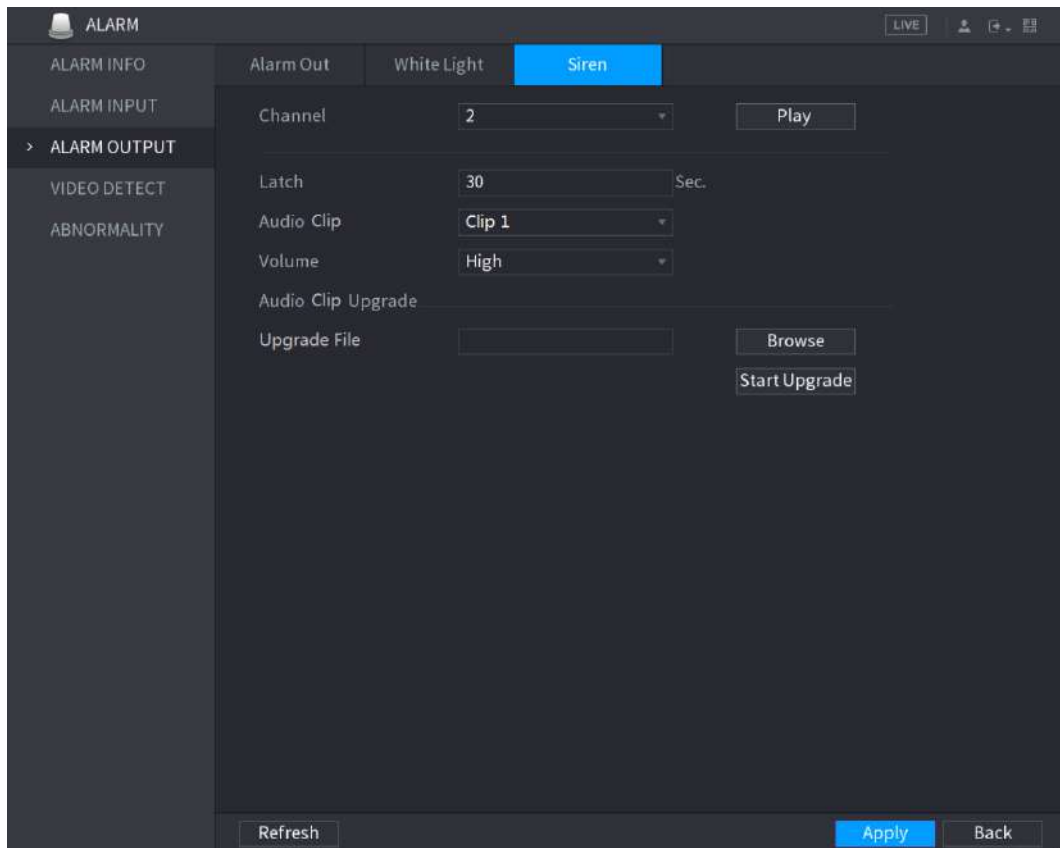 ALARM LIVE
ALARM INFO
ALARM INPUT
> ALARM OUTPUT
VIDEO DETECT
ABNORMALITY
Alarm Out White Light Siren
Channel 2 Play
Latch 30 Sec.
Audio Clip Clip 1
Volume High
Audio Clip Upgrade
Upgrade File Browse
Start Upgrade
Refresh Apply Back